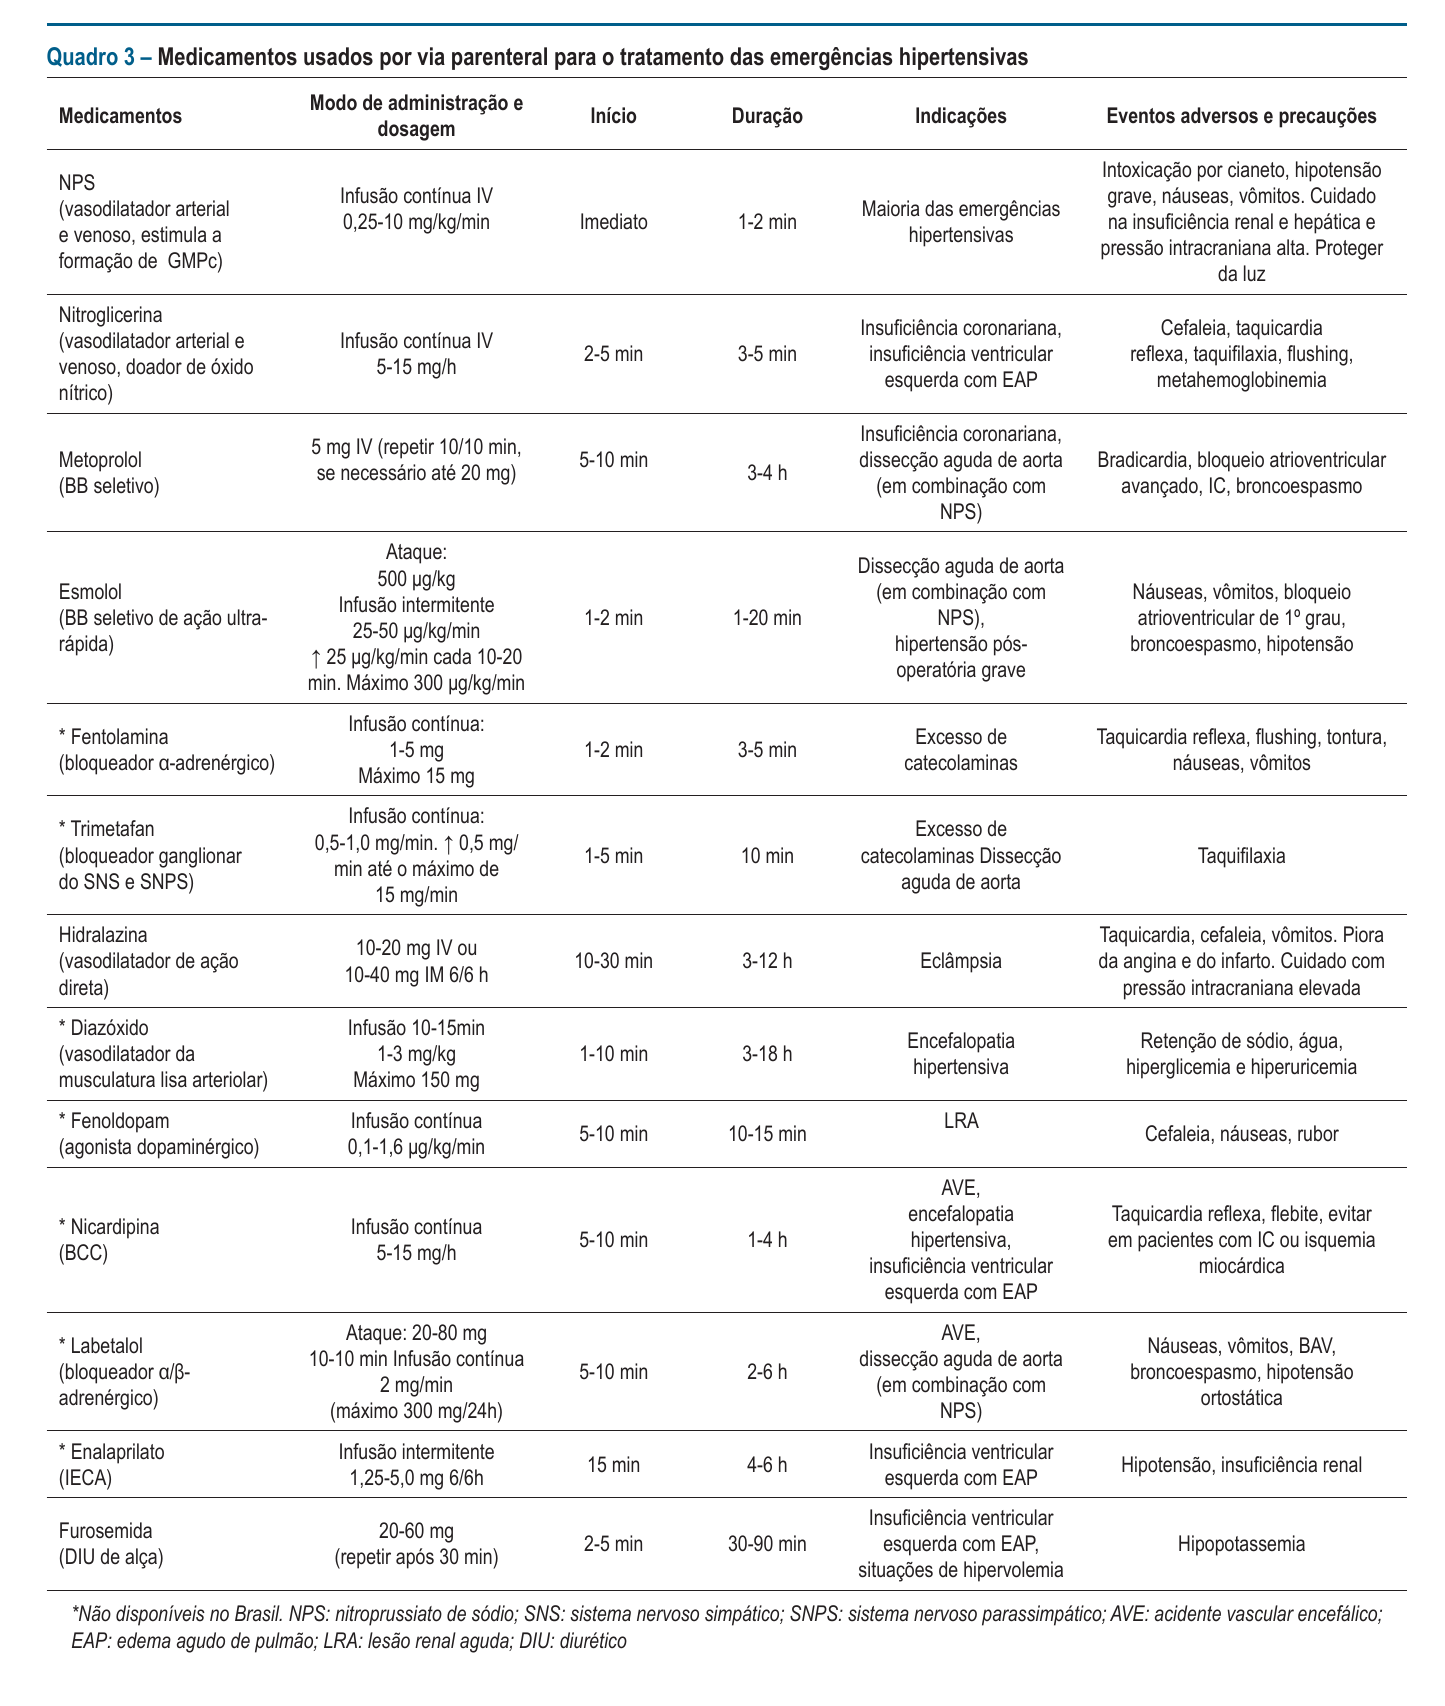 Quadro 3 – Medicamentos usados por via parenteral para o tratamento das emergências hipertensivas
Medicamentos
Modo de administração e
dosagem
Início
Duração
Indicações
Eventos adversos e precauções
NPS
(vasodilatador arterial
e venoso, estimula a
formação de GMPc)
Infusão contínua IV
0,25-10 mg/kg/min
Imediato
1-2 min
Maioria das emergências
hipertensivas
Intoxicação por cianeto, hipotensão
grave, náuseas, vômitos. Cuidado
na insuficiência renal e hepática e
pressão intracraniana alta. Proteger
da luz
Nitroglicerina
(vasodilatador arterial e
venoso, doador de óxido
nítrico)
Infusão contínua IV
5-15 mg/h
2-5 min
3-5 min
Insuficiência coronariana,
insuficiência ventricular
esquerda com EAP
Cefaleia, taquicardia
reflexa, taquifilaxia, flushing,
metahemoglobinemia
Metoprolol
(BB seletivo)
5 mg IV (repetir 10/10 min,
se necessário até 20 mg)
5-10 min
3-4 h
Insuficiência coronariana,
dissecção aguda de aorta
(em combinação com
NPS)
Bradicardia, bloqueio atrioventricular
avançado, IC, broncoespasmo
Esmolol
(BB seletivo de ação ultra-
rápida)
Ataque:
500 µg/kg
Infusão intermitente
25-50 µg/kg/min
↑ 25 µg/kg/min cada 10-20
min. Máximo 300 µg/kg/min
1-2 min
1-20 min
Dissecção aguda de aorta
(em combinação com
NPS),
hipertensão pós-
operatória grave
Náuseas, vômitos, bloqueio
atrioventricular de 1º grau,
broncoespasmo, hipotensão
* Fentolamina
(bloqueador α-adrenérgico)
Infusão contínua:
1-5 mg
Máximo 15 mg
1-2 min
3-5 min
Excesso de
catecolaminas
Taquicardia reflexa, flushing, tontura,
náuseas, vômitos
* Trimetafan
(bloqueador ganglionar
do SNS e SNPS)
Infusão contínua:
0,5-1,0 mg/min. ↑ 0,5 mg/
min até o máximo de
15 mg/min
1-5 min
10 min
Excesso de
catecolaminas Dissecção
aguda de aorta
Taquifilaxia
Hidralazina
(vasodilatador de ação
direta)
10-20 mg IV ou
10-40 mg IM 6/6 h
10-30 min
3-12 h
Eclâmpsia
Taquicardia, cefaleia, vômitos. Piora
da angina e do infarto. Cuidado com
pressão intracraniana elevada
* Diazóxido
(vasodilatador da
musculatura lisa arteriolar)
Infusão 10-15min
1-3 mg/kg
Máximo 150 mg
1-10 min
3-18 h
Encefalopatia
hipertensiva
Retenção de sódio, água,
hiperglicemia e hiperuricemia
* Fenoldopam
(agonista dopaminérgico)
Infusão contínua
0,1-1,6 µg/kg/min
5-10 min
10-15 min
LRA
Cefaleia, náuseas, rubor
* Nicardipina
(BCC)
Infusão contínua
5-15 mg/h
5-10 min
1-4 h
AVE,
encefalopatia
hipertensiva,
insuficiência ventricular
esquerda com EAP
Taquicardia reflexa, flebite, evitar
em pacientes com IC ou isquemia
miocárdica
* Labetalol
(bloqueador α/β-
adrenérgico)
Ataque: 20-80 mg
10-10 min Infusão contínua
2 mg/min
(máximo 300 mg/24h)
5-10 min
2-6 h
AVE,
dissecção aguda de aorta
(em combinação com
NPS)
Náuseas, vômitos, BAV,
broncoespasmo, hipotensão
ortostática
* Enalaprilato
(IECA)
Infusão intermitente
1,25-5,0 mg 6/6h
15 min
4-6 h
Insuficiência ventricular
esquerda com EAP
Hipotensão, insuficiência renal
Furosemida
(DIU de alça)
20-60 mg
(repetir após 30 min)
2-5 min
30-90 min
Insuficiência ventricular
esquerda com EAP,
situações de hipervolemia
Hipopotassemia
*Não disponíveis no Brasil. NPS: nitroprussiato de sódio; SNS: sistema nervoso simpático; SNPS: sistema nervoso parassimpático; AVE: acidente vascular encefálico;
EAP: edema agudo de pulmão; LRA: lesão renal aguda; DIU: diurético